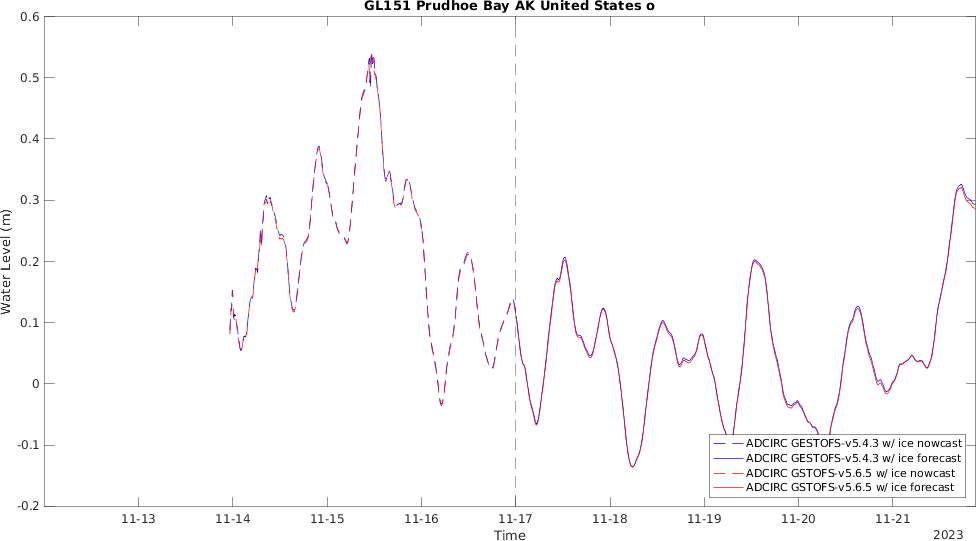 GL151 Prudhoe Bay AK United States o
0.6
0.5
0.4
0.3
0.2
0.1
0
-0.1
-0.2
Water Level (m)
ADCIRC GESTOFS-v5.4.3 w/ ice nowcast
ADCIRC GESTOFS-v5.4.3 w/ ice forecast
ADCIRC GSTOFS-v5.6.5 w/ ice nowcast
ADCIRC GSTOFS-v5.6.5 w/ ice forecast
11-13 11-14 11-15 11-16 11-17 11-18 11-19 11-20 11-21
Time
2023